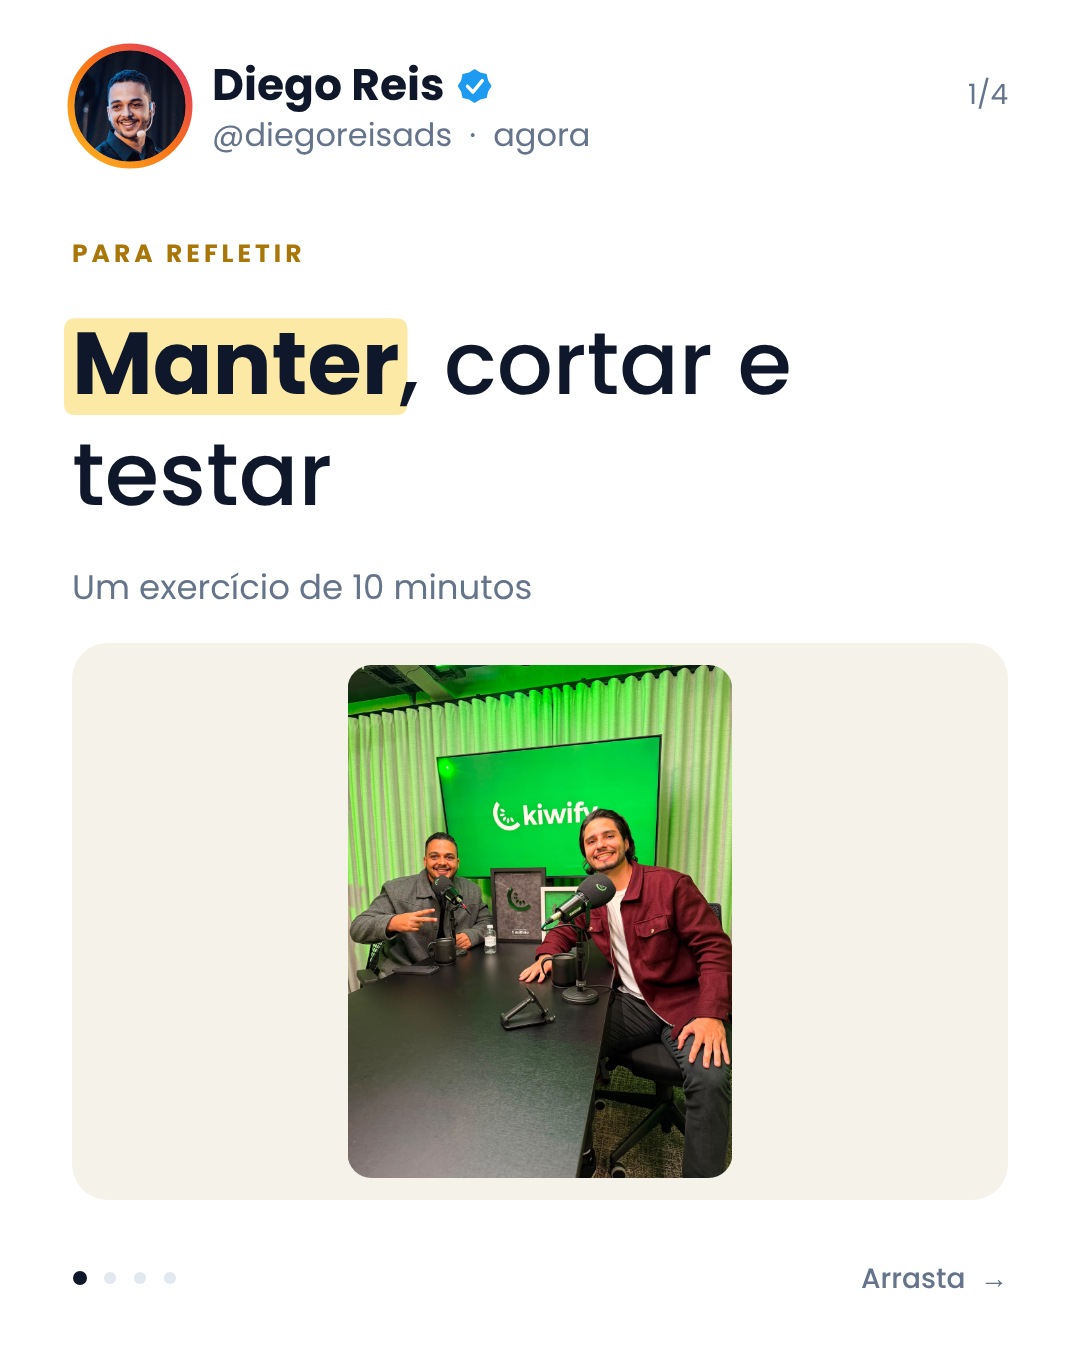 Diego Reis
1/4
@diegoreisads · agora
PARA REFLETIR
Manter, cortar e
testar
Um exercício de 10 minutos
kiwify
Arrasta →